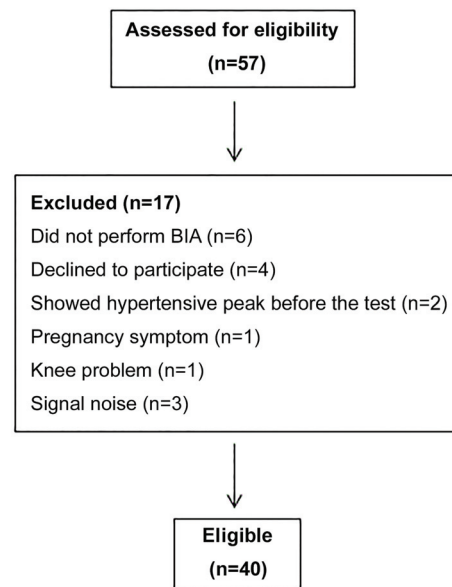 Assessed for eligibility
(n=57)
Excluded (n=17)
Did not perform BIA (n=6)
Declined to participate (n=4)
Showed hypertensive peak before the test (n=2)
Pregnancy symptom (n=1)
Knee problem (n=1)
Signal noise (n=3)
Eligible
(n=40)